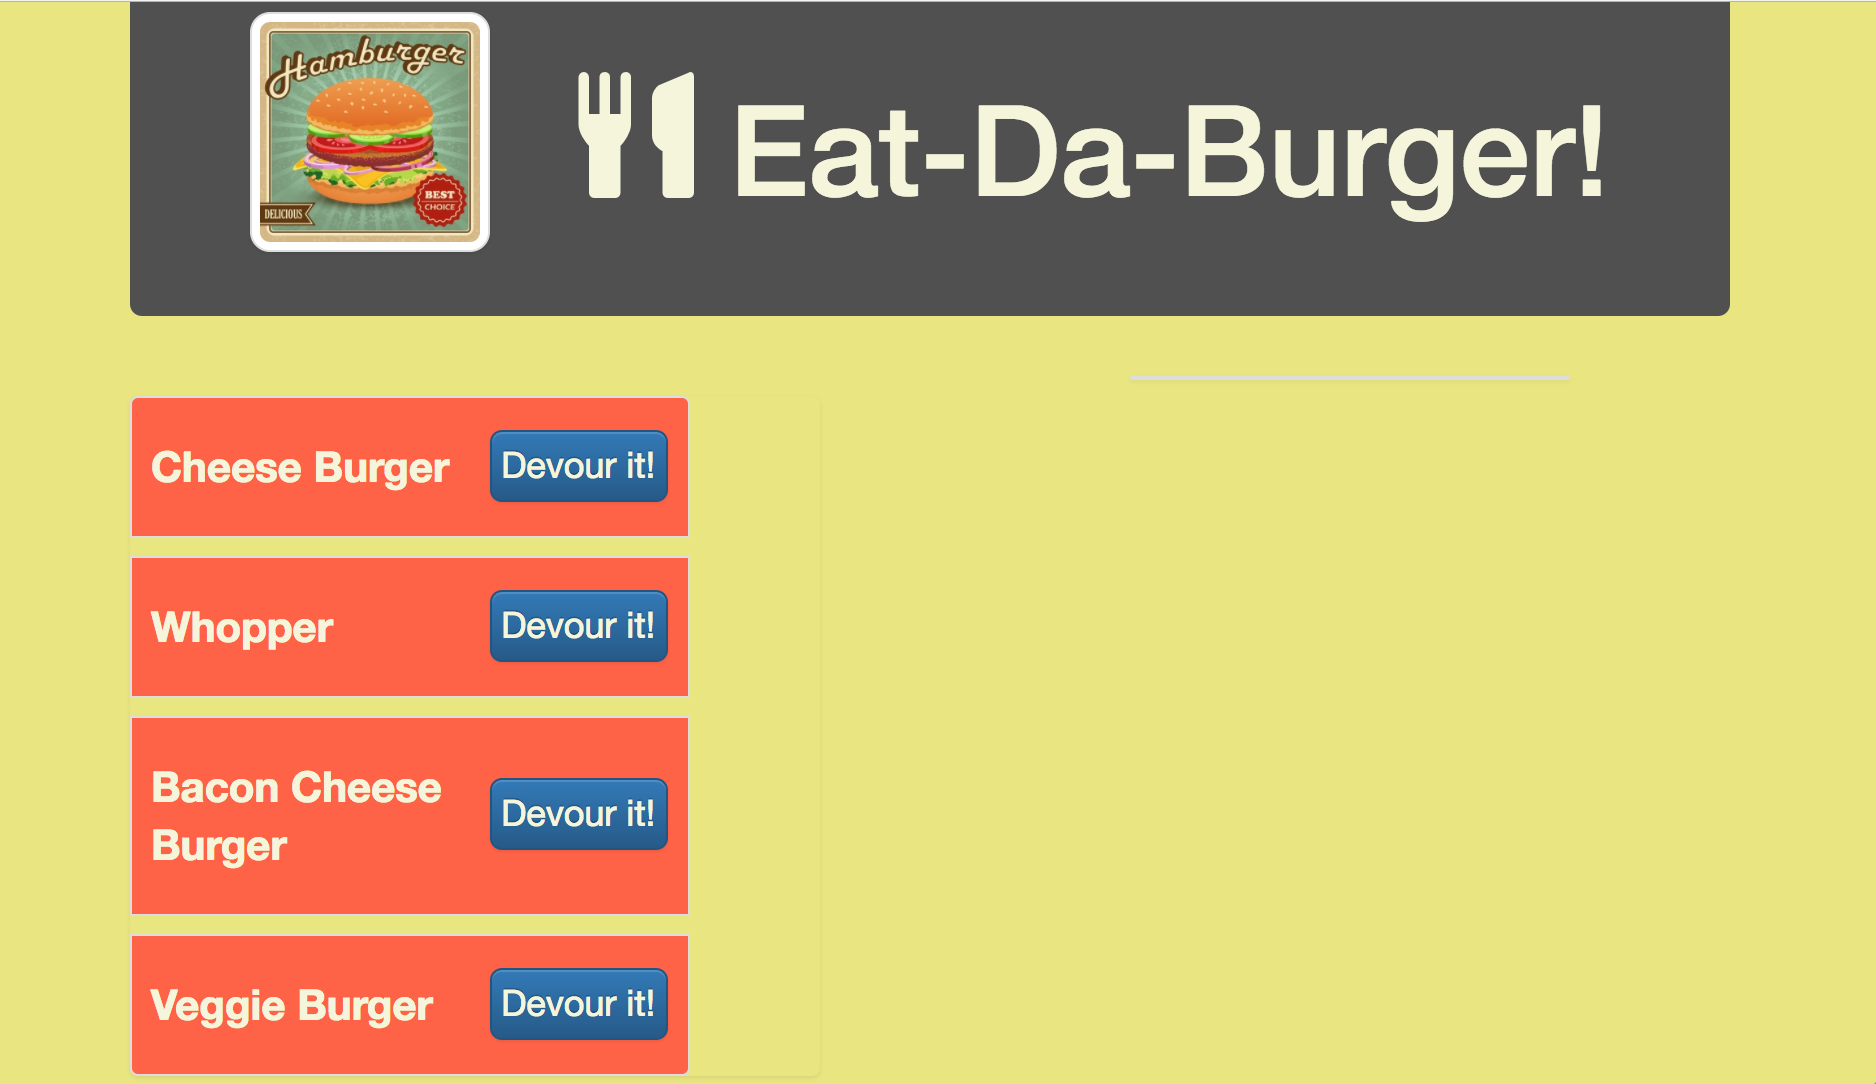 Hamburger
DELICIOUS
BEST
CHOICE
Eat-Da-Burger!
Cheese Burger
Devour it!
Whopper
Devour it!
Bacon Cheese
Burger
Devour it!
Veggie Burger
Devour it!